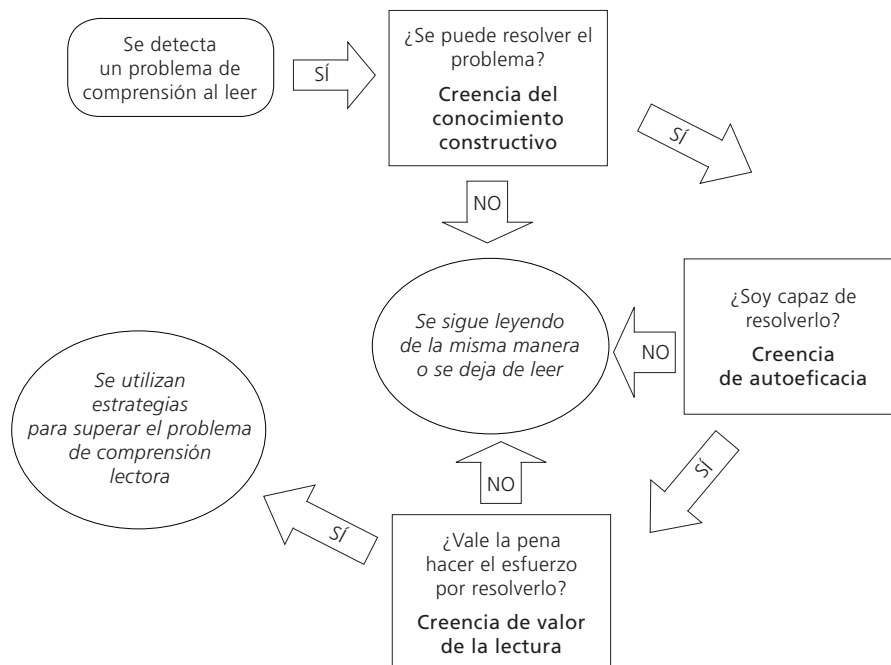 Se detecta
un problema de
comprensión al leer
SÍ
¿Se puede resolver el
problema?
Creencia del
conocimiento
constructivo
SÍ
NO
¿Soy capaz de
resolverlo?
Creencia
de autoeficacia
NO
Se sigue leyendo
de la misma manera
o se deja de leer
SÍ
¿Vale la pena
hacer el esfuerzo
por resolverlo?
Creencia de valor
de la lectura
NO
SÍ
Se utilizan
estrategias
para superar el problema
de comprensión
lectora